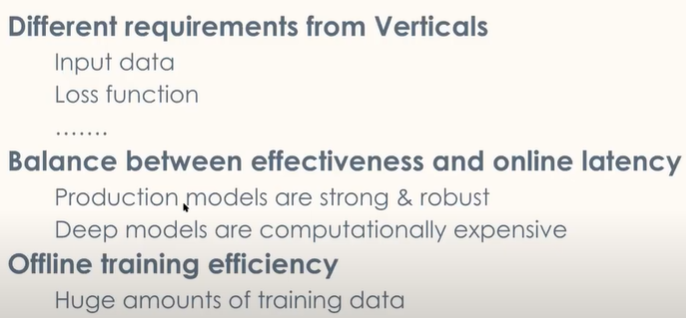 Different requirements from Verticals
Input data
Loss function
.......
Balance between effectiveness and online latency
Production models are strong & robust
Deep models are computationally expensive
Offline training efficiency
Huge amounts of training data